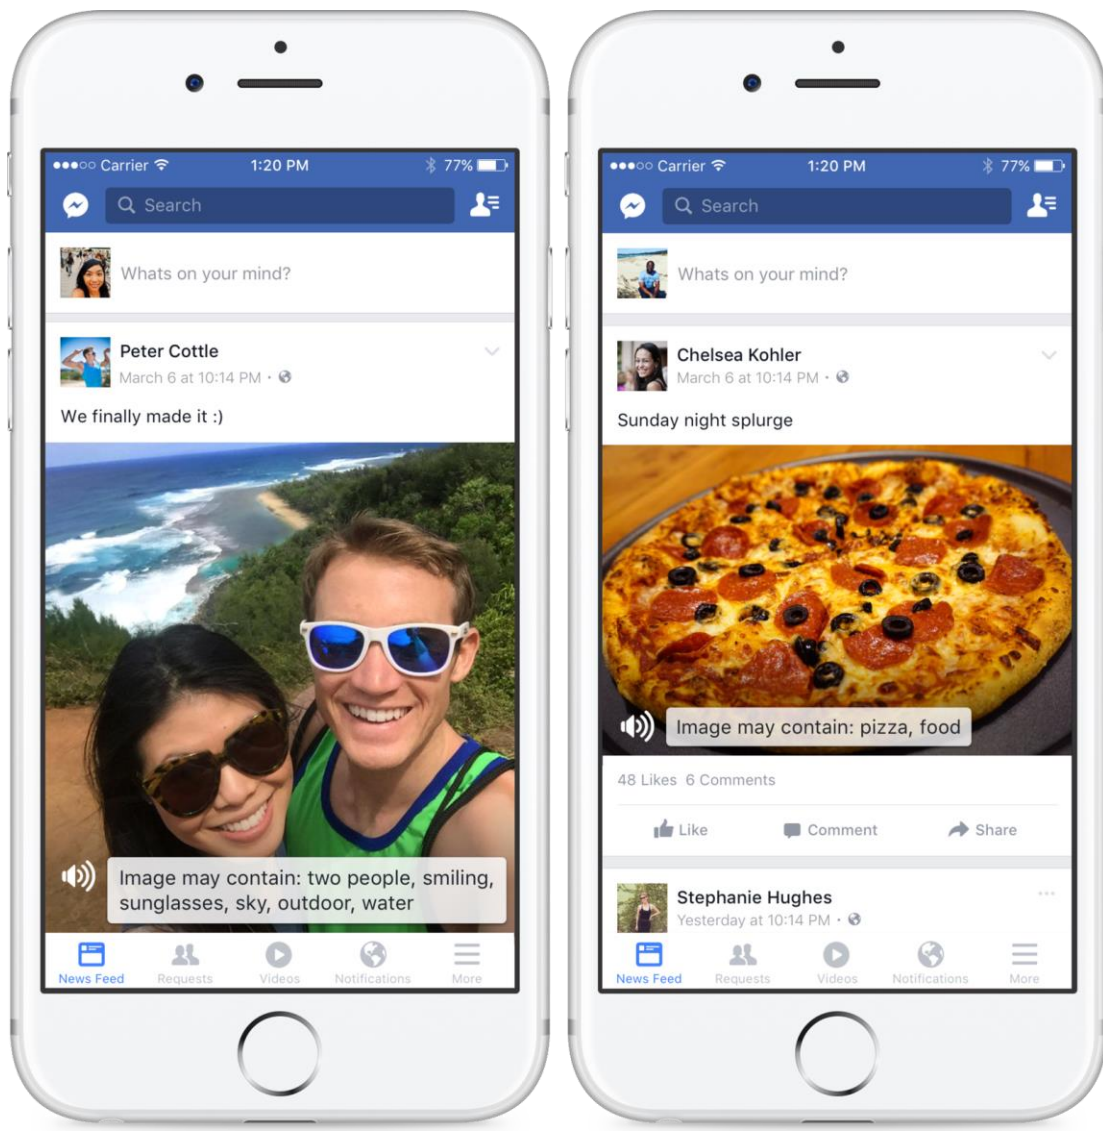 ●●●○○ Carrier 1:20 PM 77%
Search
Whats on your mind?
Peter Cottle
March 6 at 10:14 PM •
We finally made it :)
Image may contain: two people, smiling,
sunglasses, sky, outdoor, water
News Feed Requests Videos Notifications More
●●●○○ Carrier 1:20 PM 77%
Search
Whats on your mind?
Chelsea Kohler
March 6 at 10:14 PM •
Sunday night splurge
Image may contain: pizza, food
48 Likes 6 Comments
Like Comment Share
Stephanie Hughes
Yesterday at 10:14 PM •
News Feed Requests Videos Notifications More